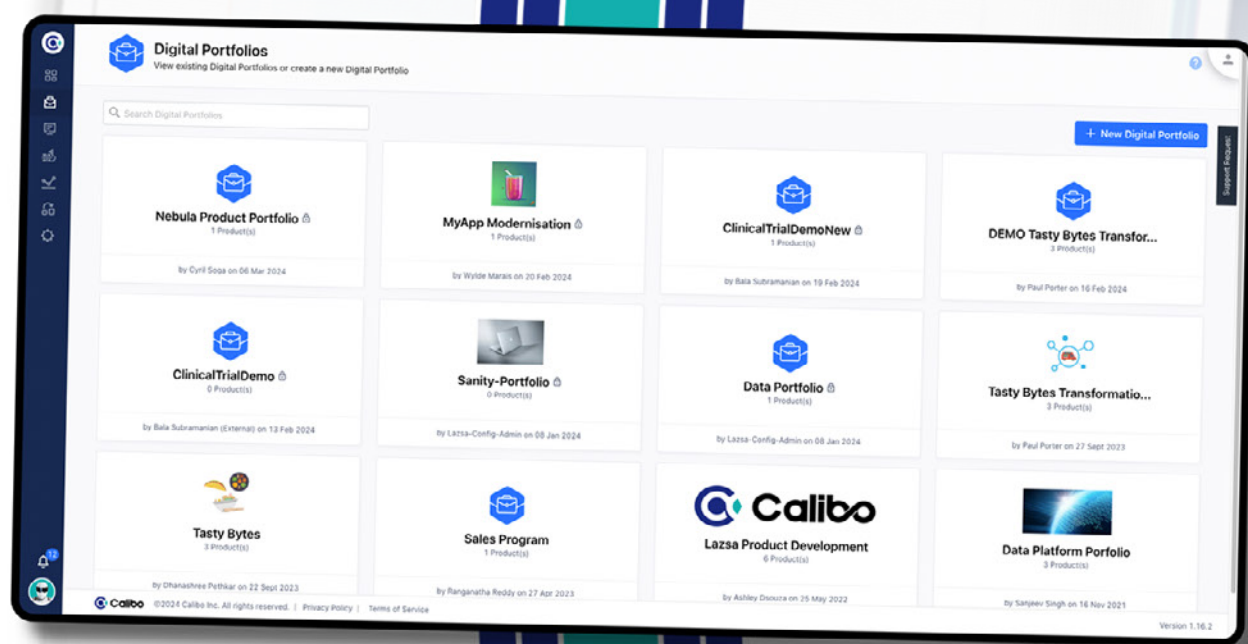 Digital Portfolios
View existing Digital Portfolios or create a new Digital Portfolio
?
Search Digital Portfolios
+ New Digital Portfolio
Support Request
Nebula Product Portfolio
1 Product(s)
by Cyril Soga on 06 Mar 2024
MyApp Modernisation
1 Product(s)
by Wylde Marais on 20 Feb 2024
ClinicalTrialDemoNew
1 Product(s)
by Bala Subramanian on 19 Feb 2024
DEMO Tasty Bytes Transfor...
3 Product(s)
by Paul Porter on 16 Feb 2024
ClinicalTrialDemo
0 Product(s)
by Bala Subramanian (External) on 13 Feb 2024
Sanity-Portfolio
0 Product(s)
by Lazsa-Config-Admin on 08 Jan 2024
Data Portfolio
1 Product(s)
by Lazsa-Config-Admin on 08 Jan 2024
Tasty Bytes Transformatio...
3 Product(s)
by Paul Porter on 27 Sept 2023
Tasty Bytes
3 Product(s)
by Dhanashree Pethkar on 22 Sept 2023
Sales Program
1 Product(s)
by Ranganatha Reddy on 27 Apr 2023
Calibo
Lazsa Product Development
6 Product(s)
by Ashley Dsouza on 25 May 2022
Data Platform Porfolio
3 Product(s)
by Sanjeev Singh on 16 Nov 2021
12
Calibo ©2024 Calibo Inc. All rights reserved. | Privacy Policy | Terms of Service
Version 1.16.2